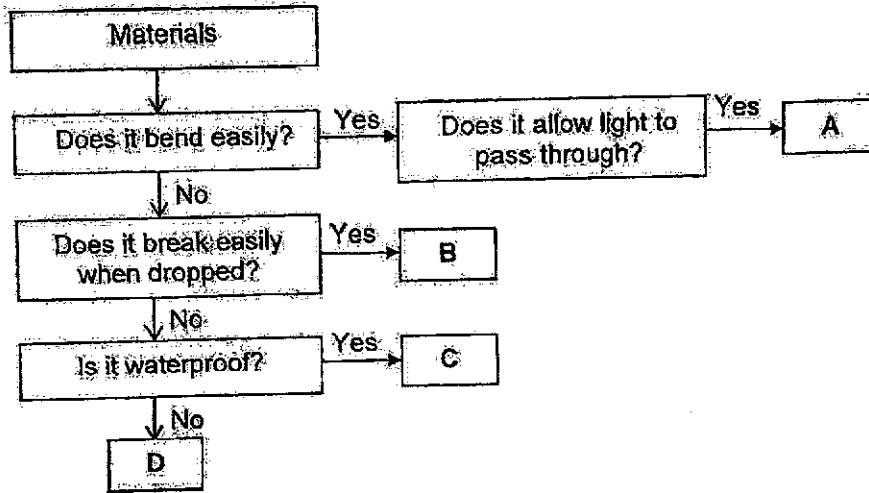 Materials
Does it bend easily?
Yes
Does it allow light to
pass through?
Yes
A
No
Does it break easily
when dropped?
Yes
B
No
Is it waterproof?
Yes
C
No
D